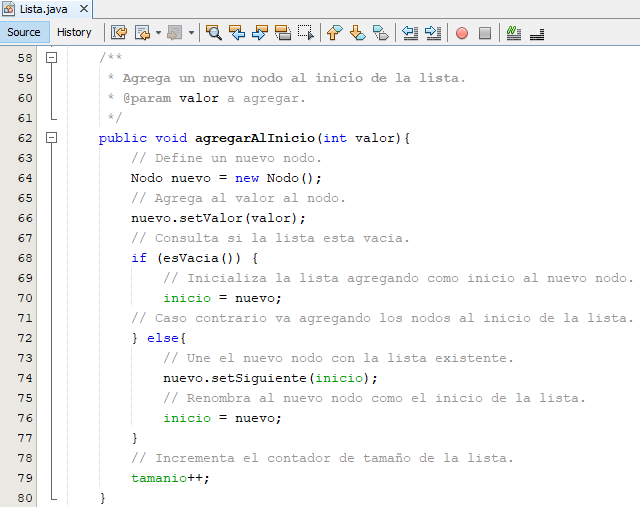 Lista.java
Source History
58 /**
59 * Agrega un nuevo nodo al inicio de la lista.
60 * @param valor a agregar.
61 */
62 public void agregarAlInicio(int valor){
63 // Define un nuevo nodo.
64 Nodo nuevo = new Nodo();
65 // Agrega al valor al nodo.
66 nuevo.setValor(valor);
67 // Consulta si la lista esta vacia.
68 if (esVacia()) {
69 // Inicializa la lista agregando como inicio al nuevo nodo.
70 inicio = nuevo;
71 // Caso contrario va agregando los nodos al inicio de la lista.
72 } else{
73 // Une el nuevo nodo con la lista existente.
74 nuevo.setSiguiente(inicio);
75 // Renombra al nuevo nodo como el inicio de la lista.
76 inicio = nuevo;
77 }
78 // Incrementa el contador de tamaño de la lista.
79 tamanio++;
80 }